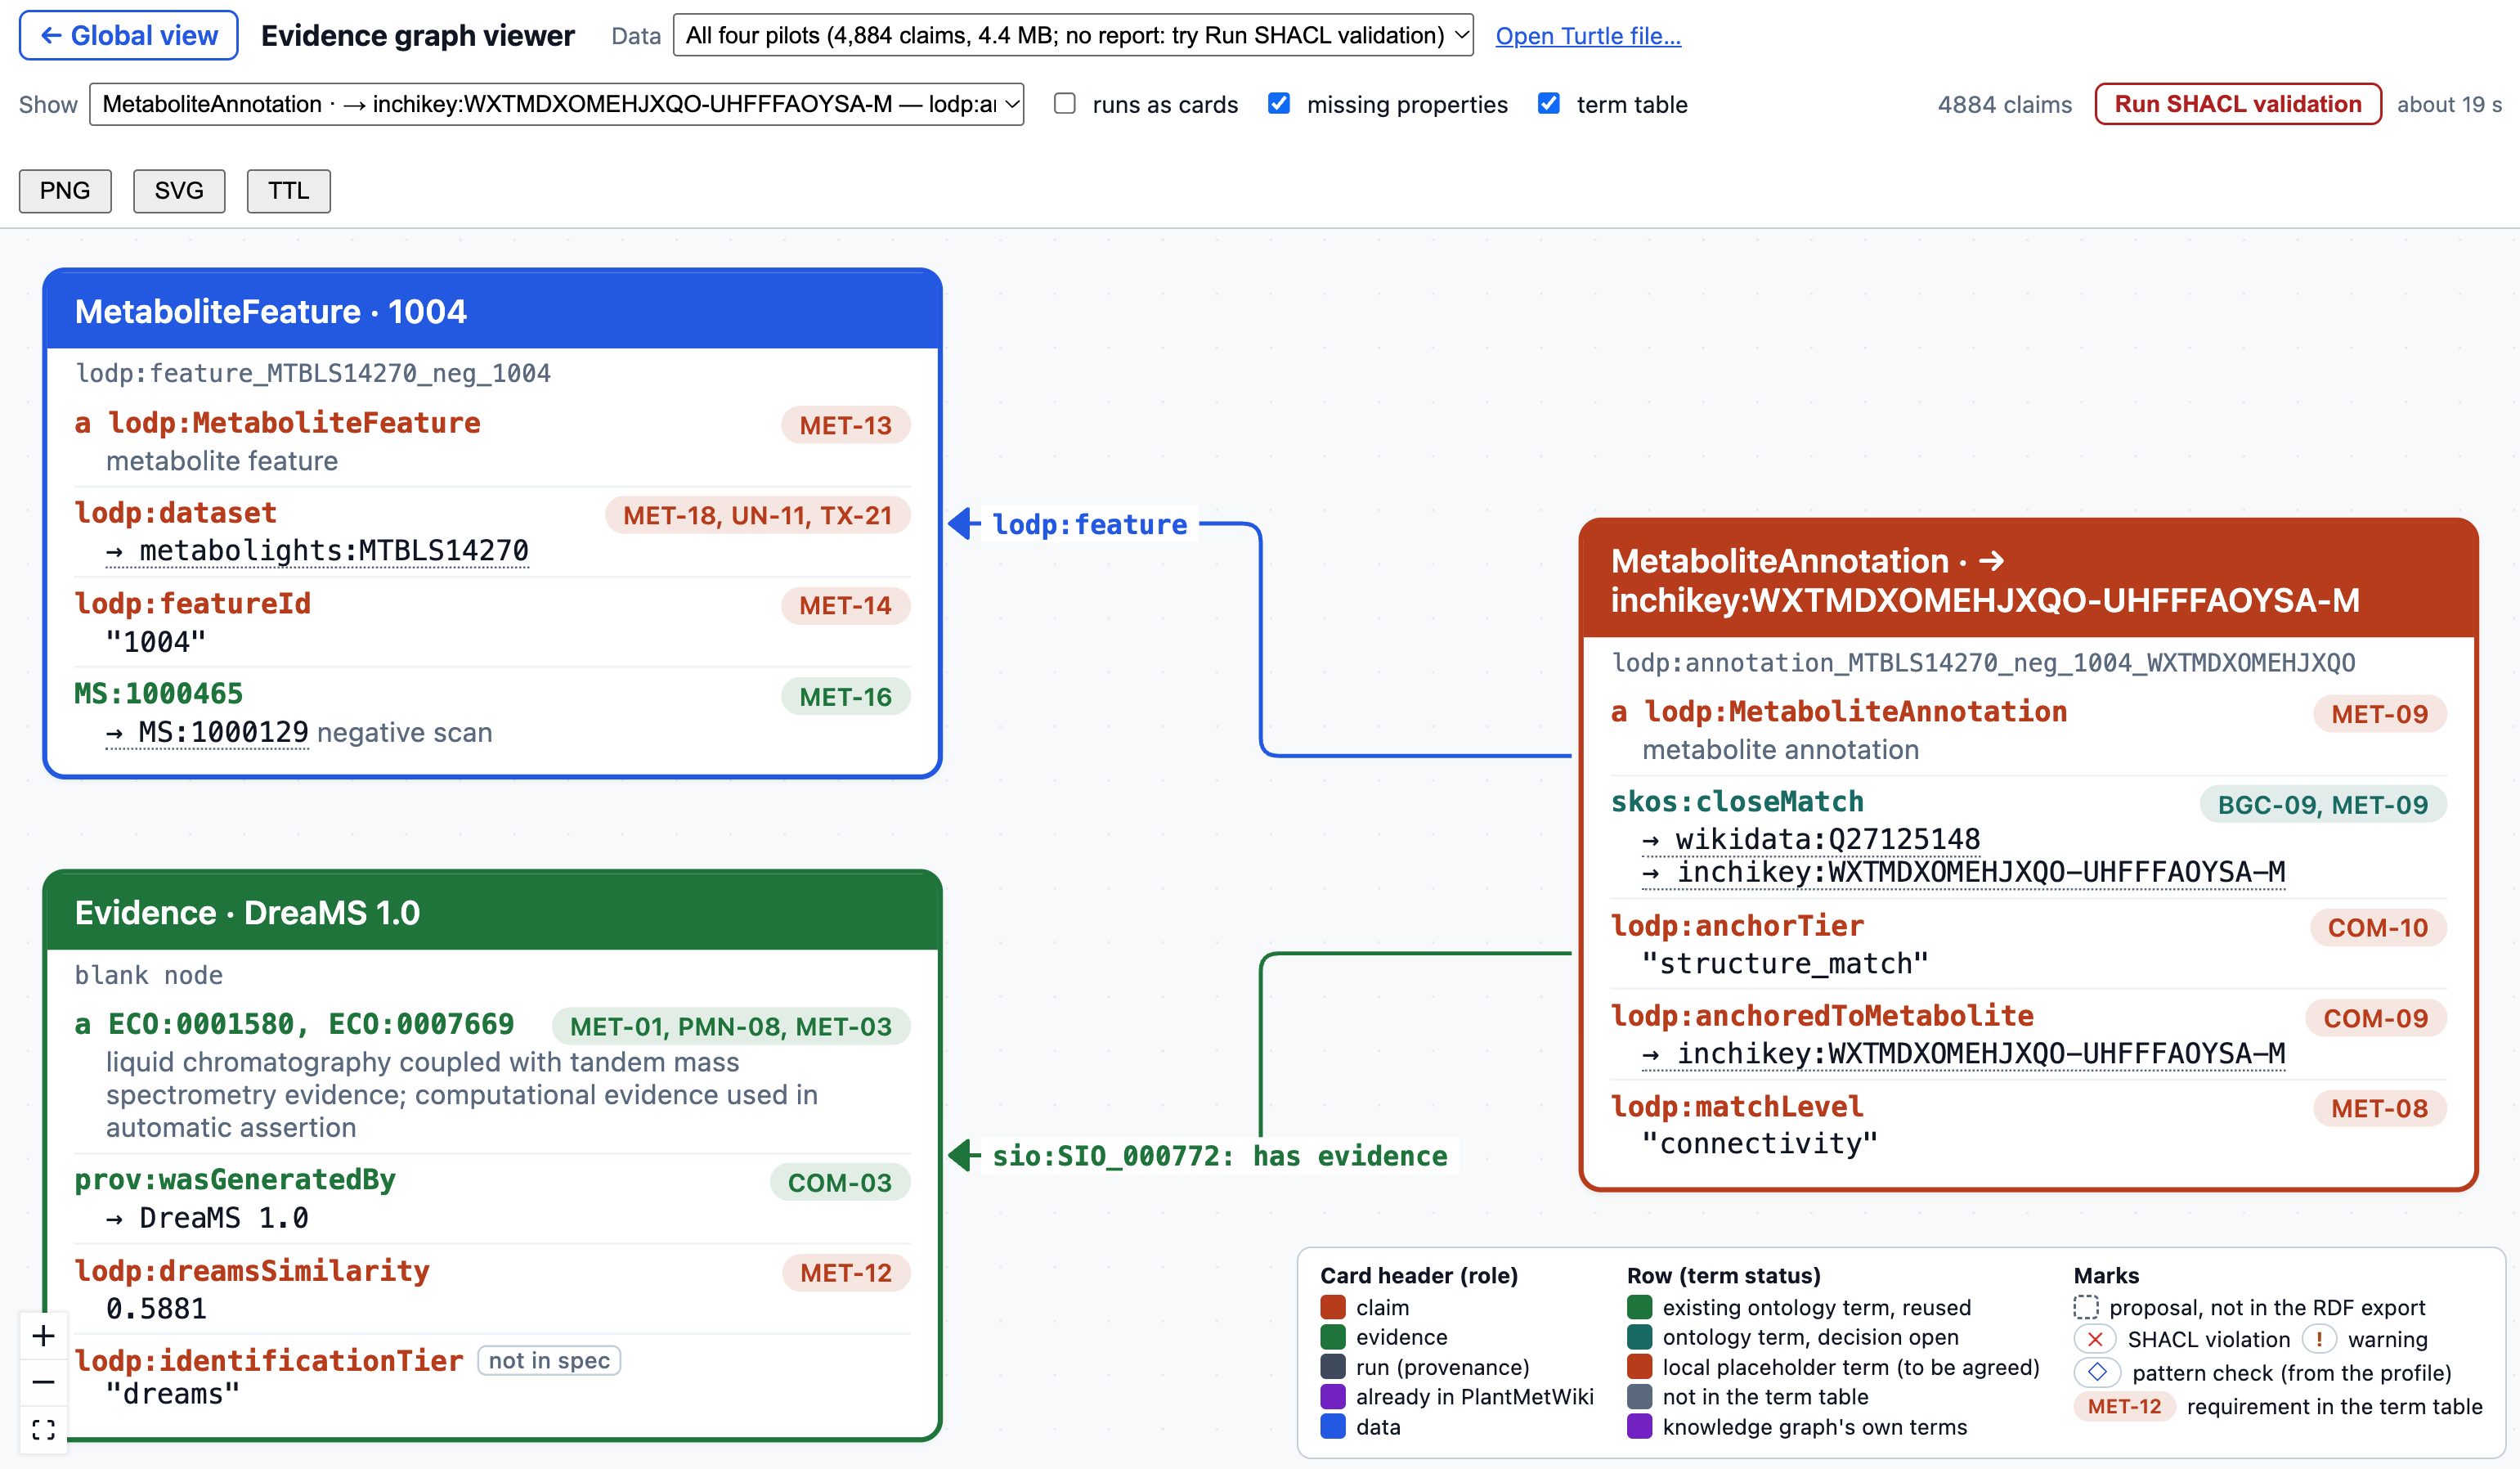 ← Global view
Evidence graph viewer
Data
All four pilots (4,884 claims, 4.4 MB; no report: try Run SHACL validation)
Open Turtle file...
Show
MetaboliteAnnotation · → inchikey:WXTMDXOMEHJXQO-UHFFFAOYSA-M — lodp:a
runs as cards
missing properties
term table
4884 claims
Run SHACL validation
about 19 s
PNG
SVG
TTL
MetaboliteFeature · 1004
lodp:feature_MTBLS14270_neg_1004
a lodp:MetaboliteFeature
MET-13
metabolite feature
lodp:dataset
MET-18, UN-11, TX-21
→ metabolights:MTBLS14270
lodp:featureId
MET-14
"1004"
MS:1000465
MET-16
→ MS:1000129 negative scan
lodp:feature
MetaboliteAnnotation · →
inchikey:WXTMDXOMEHJXQO-UHFFFAOYSA-M
lodp:annotation_MTBLS14270_neg_1004_WXTMDXOMEHJXQO
a lodp:MetaboliteAnnotation
MET-09
metabolite annotation
skos:closeMatch
BGC-09, MET-09
→ wikidata:Q27125148
→ inchikey:WXTMDXOMEHJXQO-UHFFFAOYSA-M
lodp:anchorTier
COM-10
"structure_match"
lodp:anchoredToMetabolite
COM-09
→ inchikey:WXTMDXOMEHJXQO-UHFFFAOYSA-M
lodp:matchLevel
MET-08
"connectivity"
Evidence · DreaMS 1.0
blank node
a ECO:0001580, ECO:0007669
MET-01, PMN-08, MET-03
liquid chromatography coupled with tandem mass
spectrometry evidence; computational evidence used in
automatic assertion
prov:wasGeneratedBy
COM-03
→ DreaMS 1.0
lodp:dreamsSimilarity
MET-12
0.5881
lodp:identificationTier
not in spec
"dreams"
sio:SIO_000772: has evidence
Card header (role)
claim
evidence
run (provenance)
already in PlantMetWiki
data
Row (term status)
existing ontology term, reused
ontology term, decision open
local placeholder term (to be agreed)
not in the term table
knowledge graph's own terms
Marks
proposal, not in the RDF export
SHACL violation ! warning
pattern check (from the profile)
MET-12 requirement in the term table